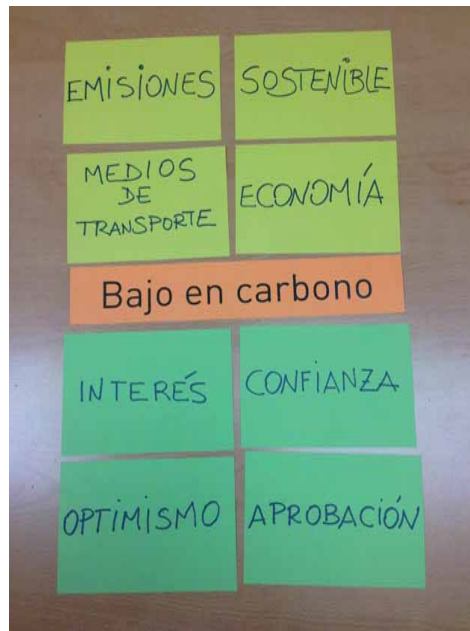 EMISIONES
SOSTENIBLE
MEDIOS
DE
TRANSPORTE
ECONOMÍA
Bajo en carbono
INTERÉS
CONFIANZA
OPTIMISMO
APROBACIÓN